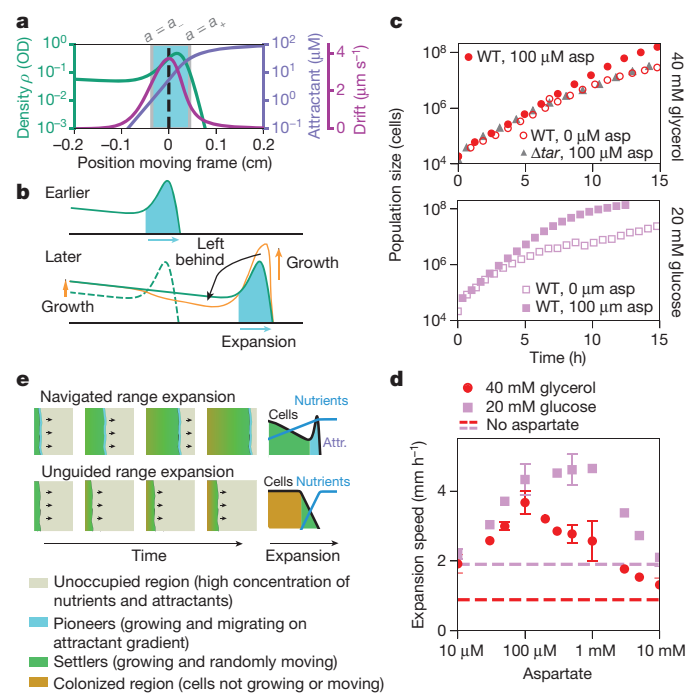 a
a = a₋
a = a₊
Density ρ (OD)
10⁰
10⁻¹
10⁻²
10⁻³
Attractant (μM)
10²
10¹
10⁰
10⁻¹
Drift (μm s⁻¹)
4
2
0
−0.2
−0.1
0
0.1
0.2
Position moving frame (cm)
b
Earlier
Later
Left
behind
Growth
Growth
Expansion
c
Population size (cells)
10⁸
10⁶
10⁴
WT, 100 μM asp
WT, 0 μM asp
Δtar, 100 μM asp
0
5
10
15
40 mM glycerol
10⁸
10⁶
10⁴
WT, 0 μm asp
WT, 100 μm asp
0
5
10
15
Time (h)
20 mM glucose
e
Navigated range expansion
Nutrients
Cells
Attr.
Unguided range expansion
Cells
Nutrients
Time
Expansion
Unoccupied region (high concentration of
nutrients and attractants)
Pioneers (growing and migrating on
attractant gradient)
Settlers (growing and randomly moving)
Colonized region (cells not growing or moving)
d
40 mM glycerol
20 mM glucose
No aspartate
Expansion speed (mm h⁻¹)
4
2
0
10 μM
100 μM
1 mM
10 mM
Aspartate